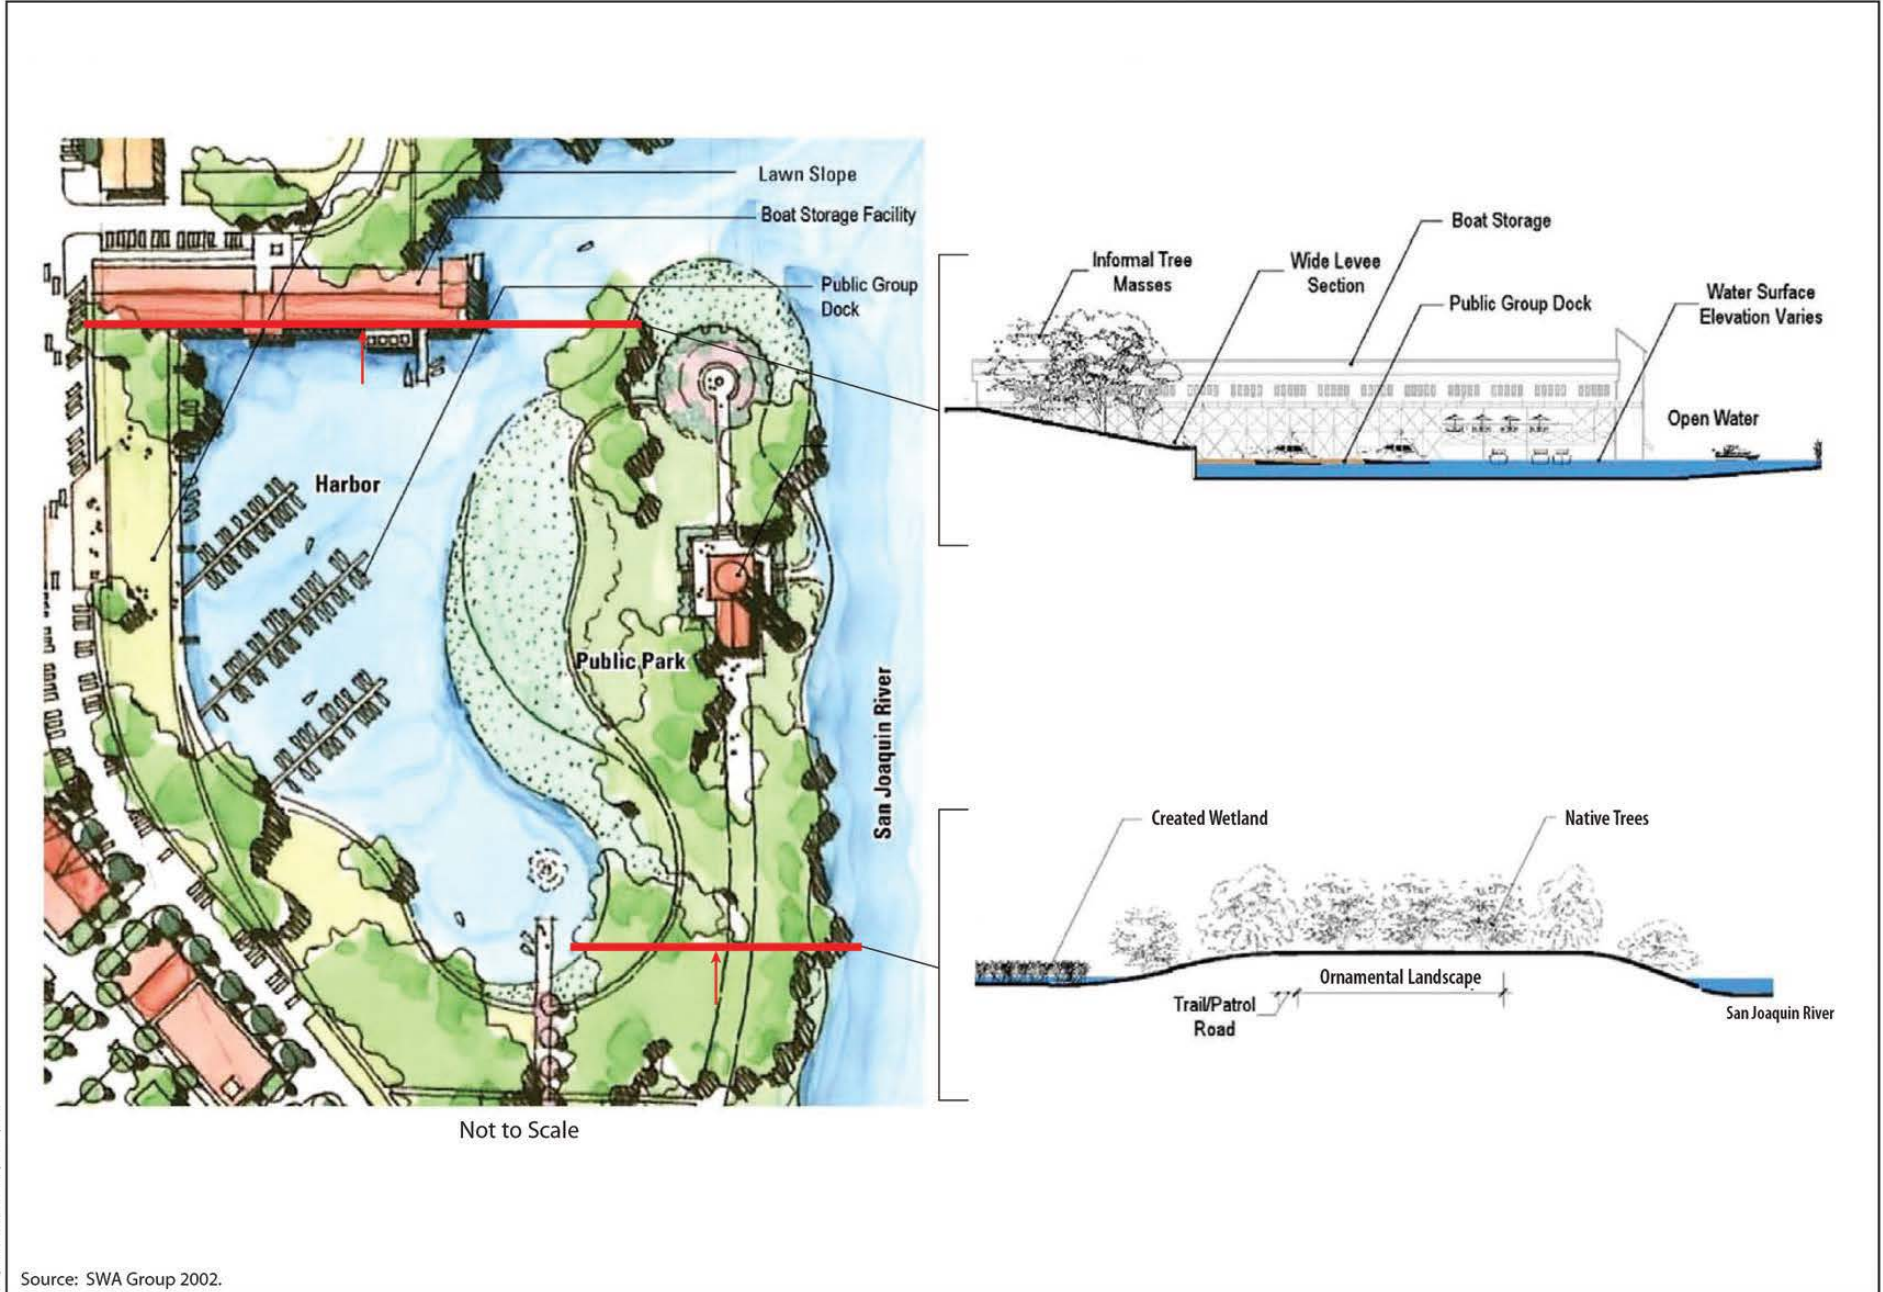 Lawn Slope
Boat Storage Facility
Public Group
Dock
Harbor
Public Park
San Joaquin River
Not to Scale
Boat Storage
Informal Tree
Masses
Wide Levee
Section
Public Group Dock
Water Surface
Elevation Varies
Open Water
Created Wetland
Native Trees
Ornamental Landscape
Trail/Patrol
Road
San Joaquin River
Source: SWA Group 2002.